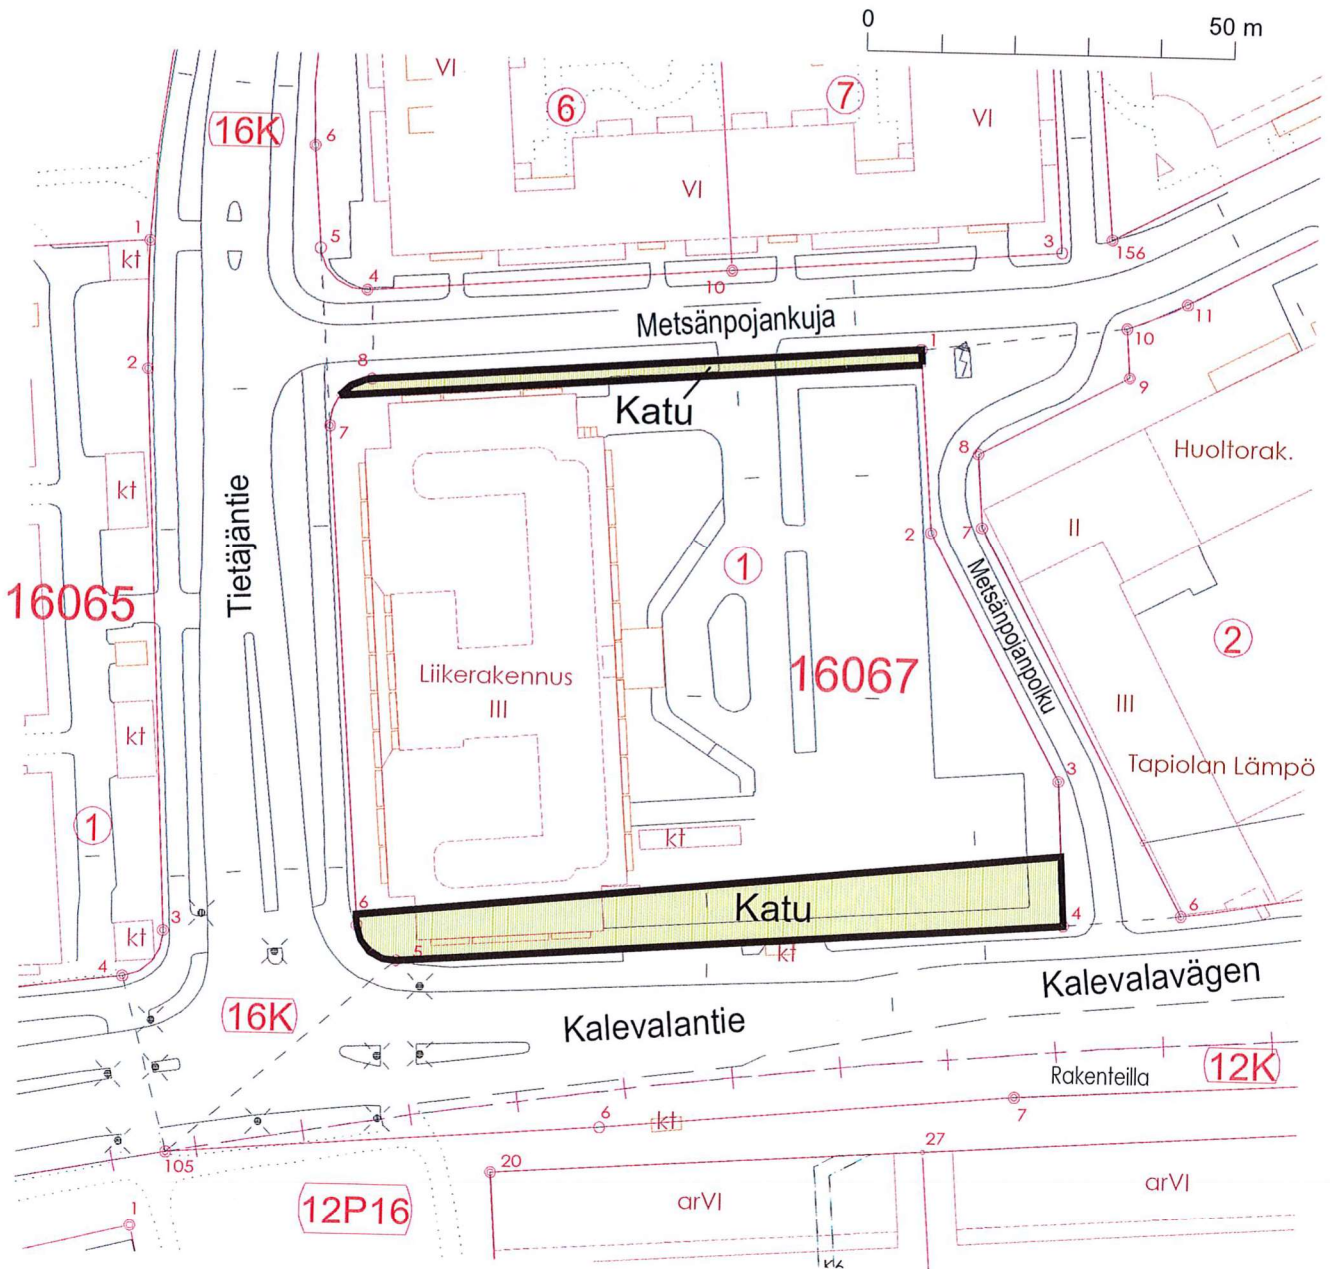 0
50 m
VI
6
7
VI
16K
6
VI
1
5
3
156
kt
4
10
11
Metsänpojankuja
1
10
2
8
9
Katu
7
8
Huoltorak.
kt
Tietäjäntie
2
7
II
1
16065
Metsänpojanpolku
2
Liikerakennus
16067
III
III
kt
Tapiolan Lämpö
3
1
kt
6
Katu
4
6
3
kt
5
kt
4
16K
Kalevalantie
Kalevalavägen
12K
Rakenteilla
6
kt
7
105
20
27
12P16
1
arVI
arVI